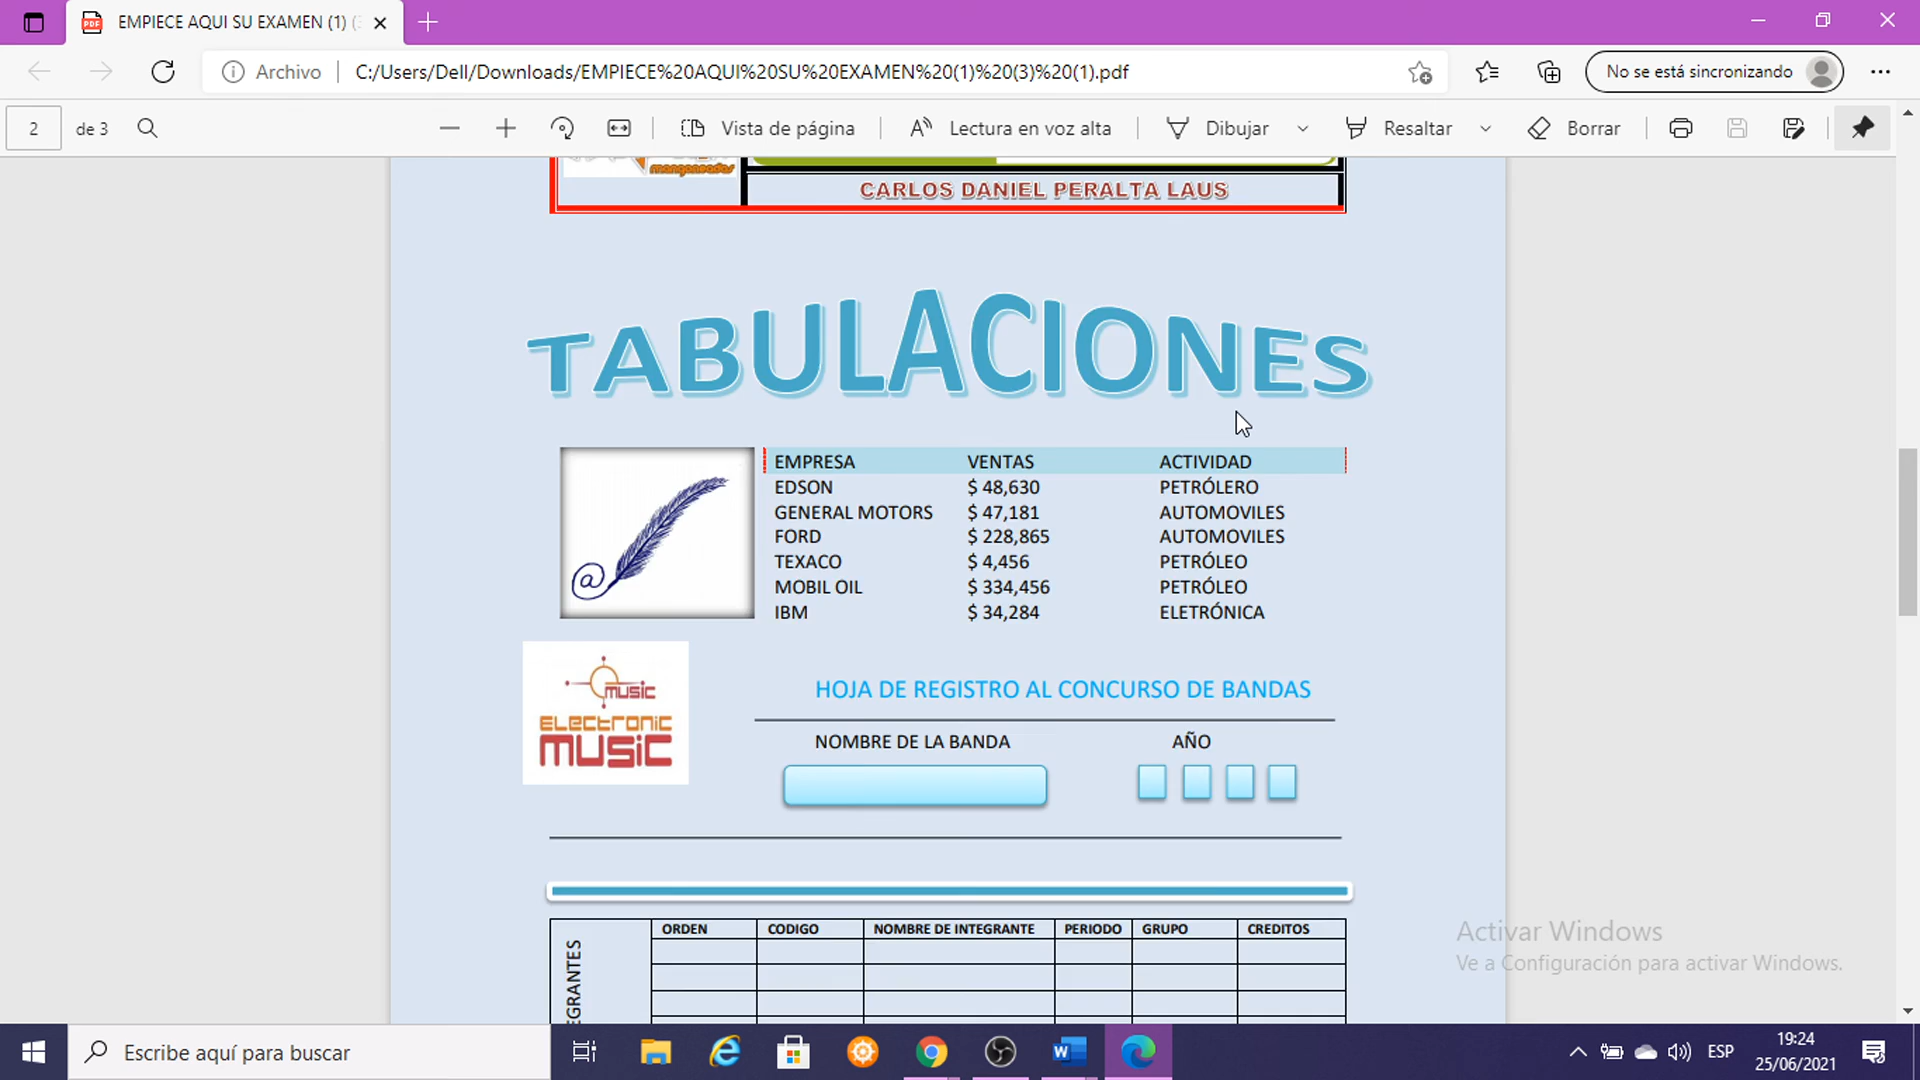 EMPIECE AQUI SU EXAMEN (1) (
Archivo
C:/Users/Dell/Downloads/EMPIECE%20AQUI%20SU%20EXAMEN%20(1)%20(3)%20(1).pdf
No se está sincronizando
2 de 3
Vista de página
A Lectura en voz alta
Dibujar
Resaltar
Borrar
mangoneadas
CARLOS DANIEL PERALTA LAUS
TABULACIONES
EMPRESA VENTAS ACTIVIDAD
EDSON $ 48,630 PETRÓLERO
GENERAL MOTORS $ 47,181 AUTOMOVILES
FORD $ 228,865 AUTOMOVILES
TEXACO $ 4,456 PETRÓLEO
MOBIL OIL $ 334,456 PETRÓLEO
IBM $ 34,284 ELETRÓNICA
@
music
ELECTRONIC
MUSIC
HOJA DE REGISTRO AL CONCURSO DE BANDAS
NOMBRE DE LA BANDA AÑO
ORDEN CODIGO NOMBRE DE INTEGRANTE PERIODO GRUPO CREDITOS
EGRANTES
Activar Windows
Ve a Configuración para activar Windows.
Escribe aquí para buscar
ESP
19:24
25/06/2021